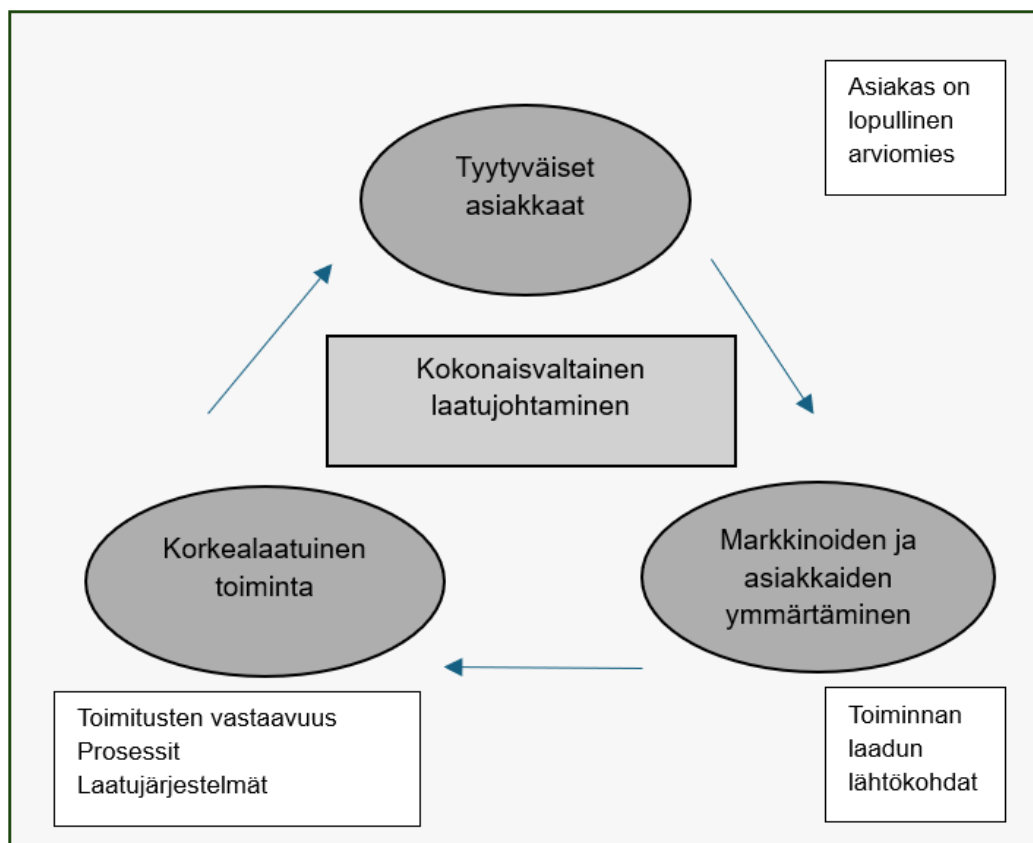 Asiakas on
lopullinen
arviomies
Tyytyväiset
asiakkaat
Kokonaisvaltainen
laatujohtaminen
Korkealaatuinen
toiminta
Markkinoiden ja
asiakkaiden
ymmärtäminen
Toimitusten vastaavuus
Prosessit
Laatujärjestelmät
Toiminnan
laadun
lähtökohdat